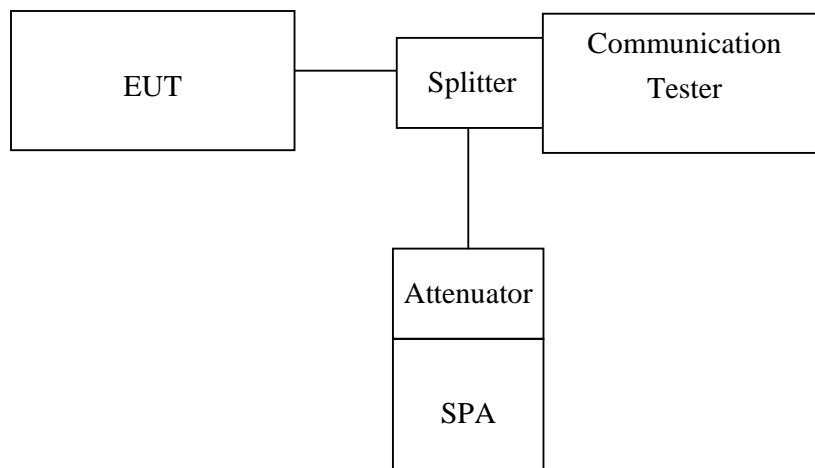 EUT
Splitter
Communication
Tester
Attenuator
SPA